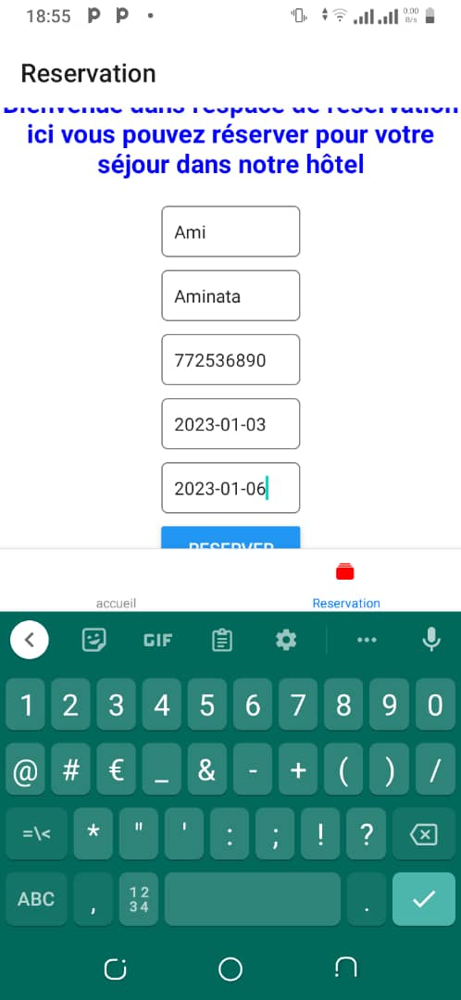 18:55
0.00
B/s
Reservation
Bienvenue dans l'espace de réservation
ici vous pouvez réserver pour votre
séjour dans notre hôtel
Ami
Aminata
772536890
2023-01-03
2023-01-06
RESERVER
accueil
Reservation
GIF
1 2 3 4 5 6 7 8 9 0
@ # € _ & - + ( ) /
=\< * " ' : ; ! ?
ABC , 12 34 .